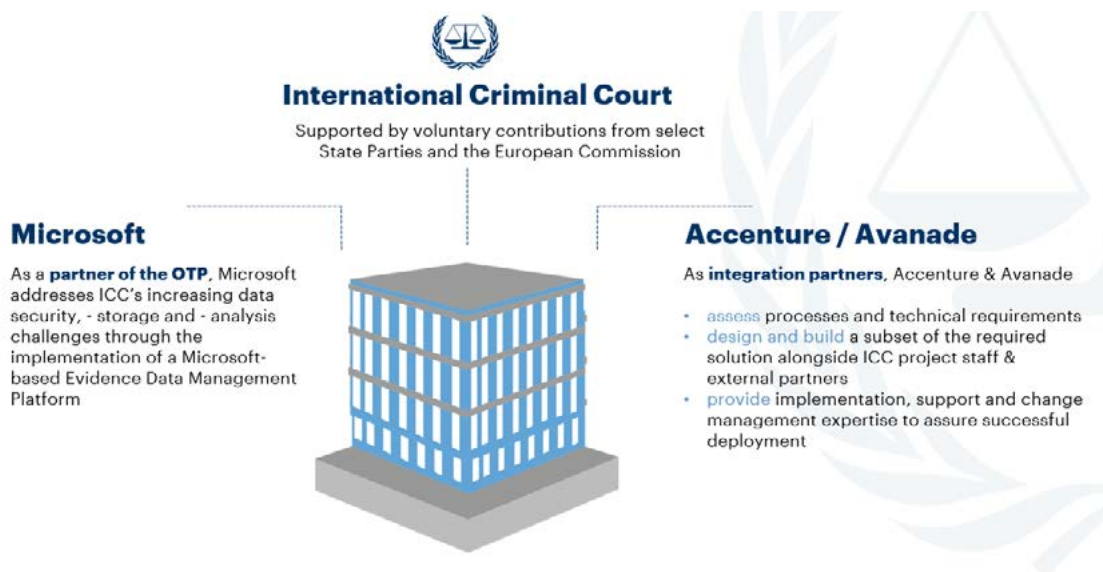 International Criminal Court
Supported by voluntary contributions from select
State Parties and the European Commission
Microsoft
As a partner of the OTP, Microsoft
addresses ICC's increasing data
security, - storage and - analysis
challenges through the
implementation of a Microsoft-
based Evidence Data Management
Platform
Accenture / Avanade
As integration partners, Accenture & Avanade
• assess processes and technical requirements
• design and build a subset of the required
solution alongside ICC project staff &
external partners
• provide implementation, support and change
management expertise to assure successful
deployment